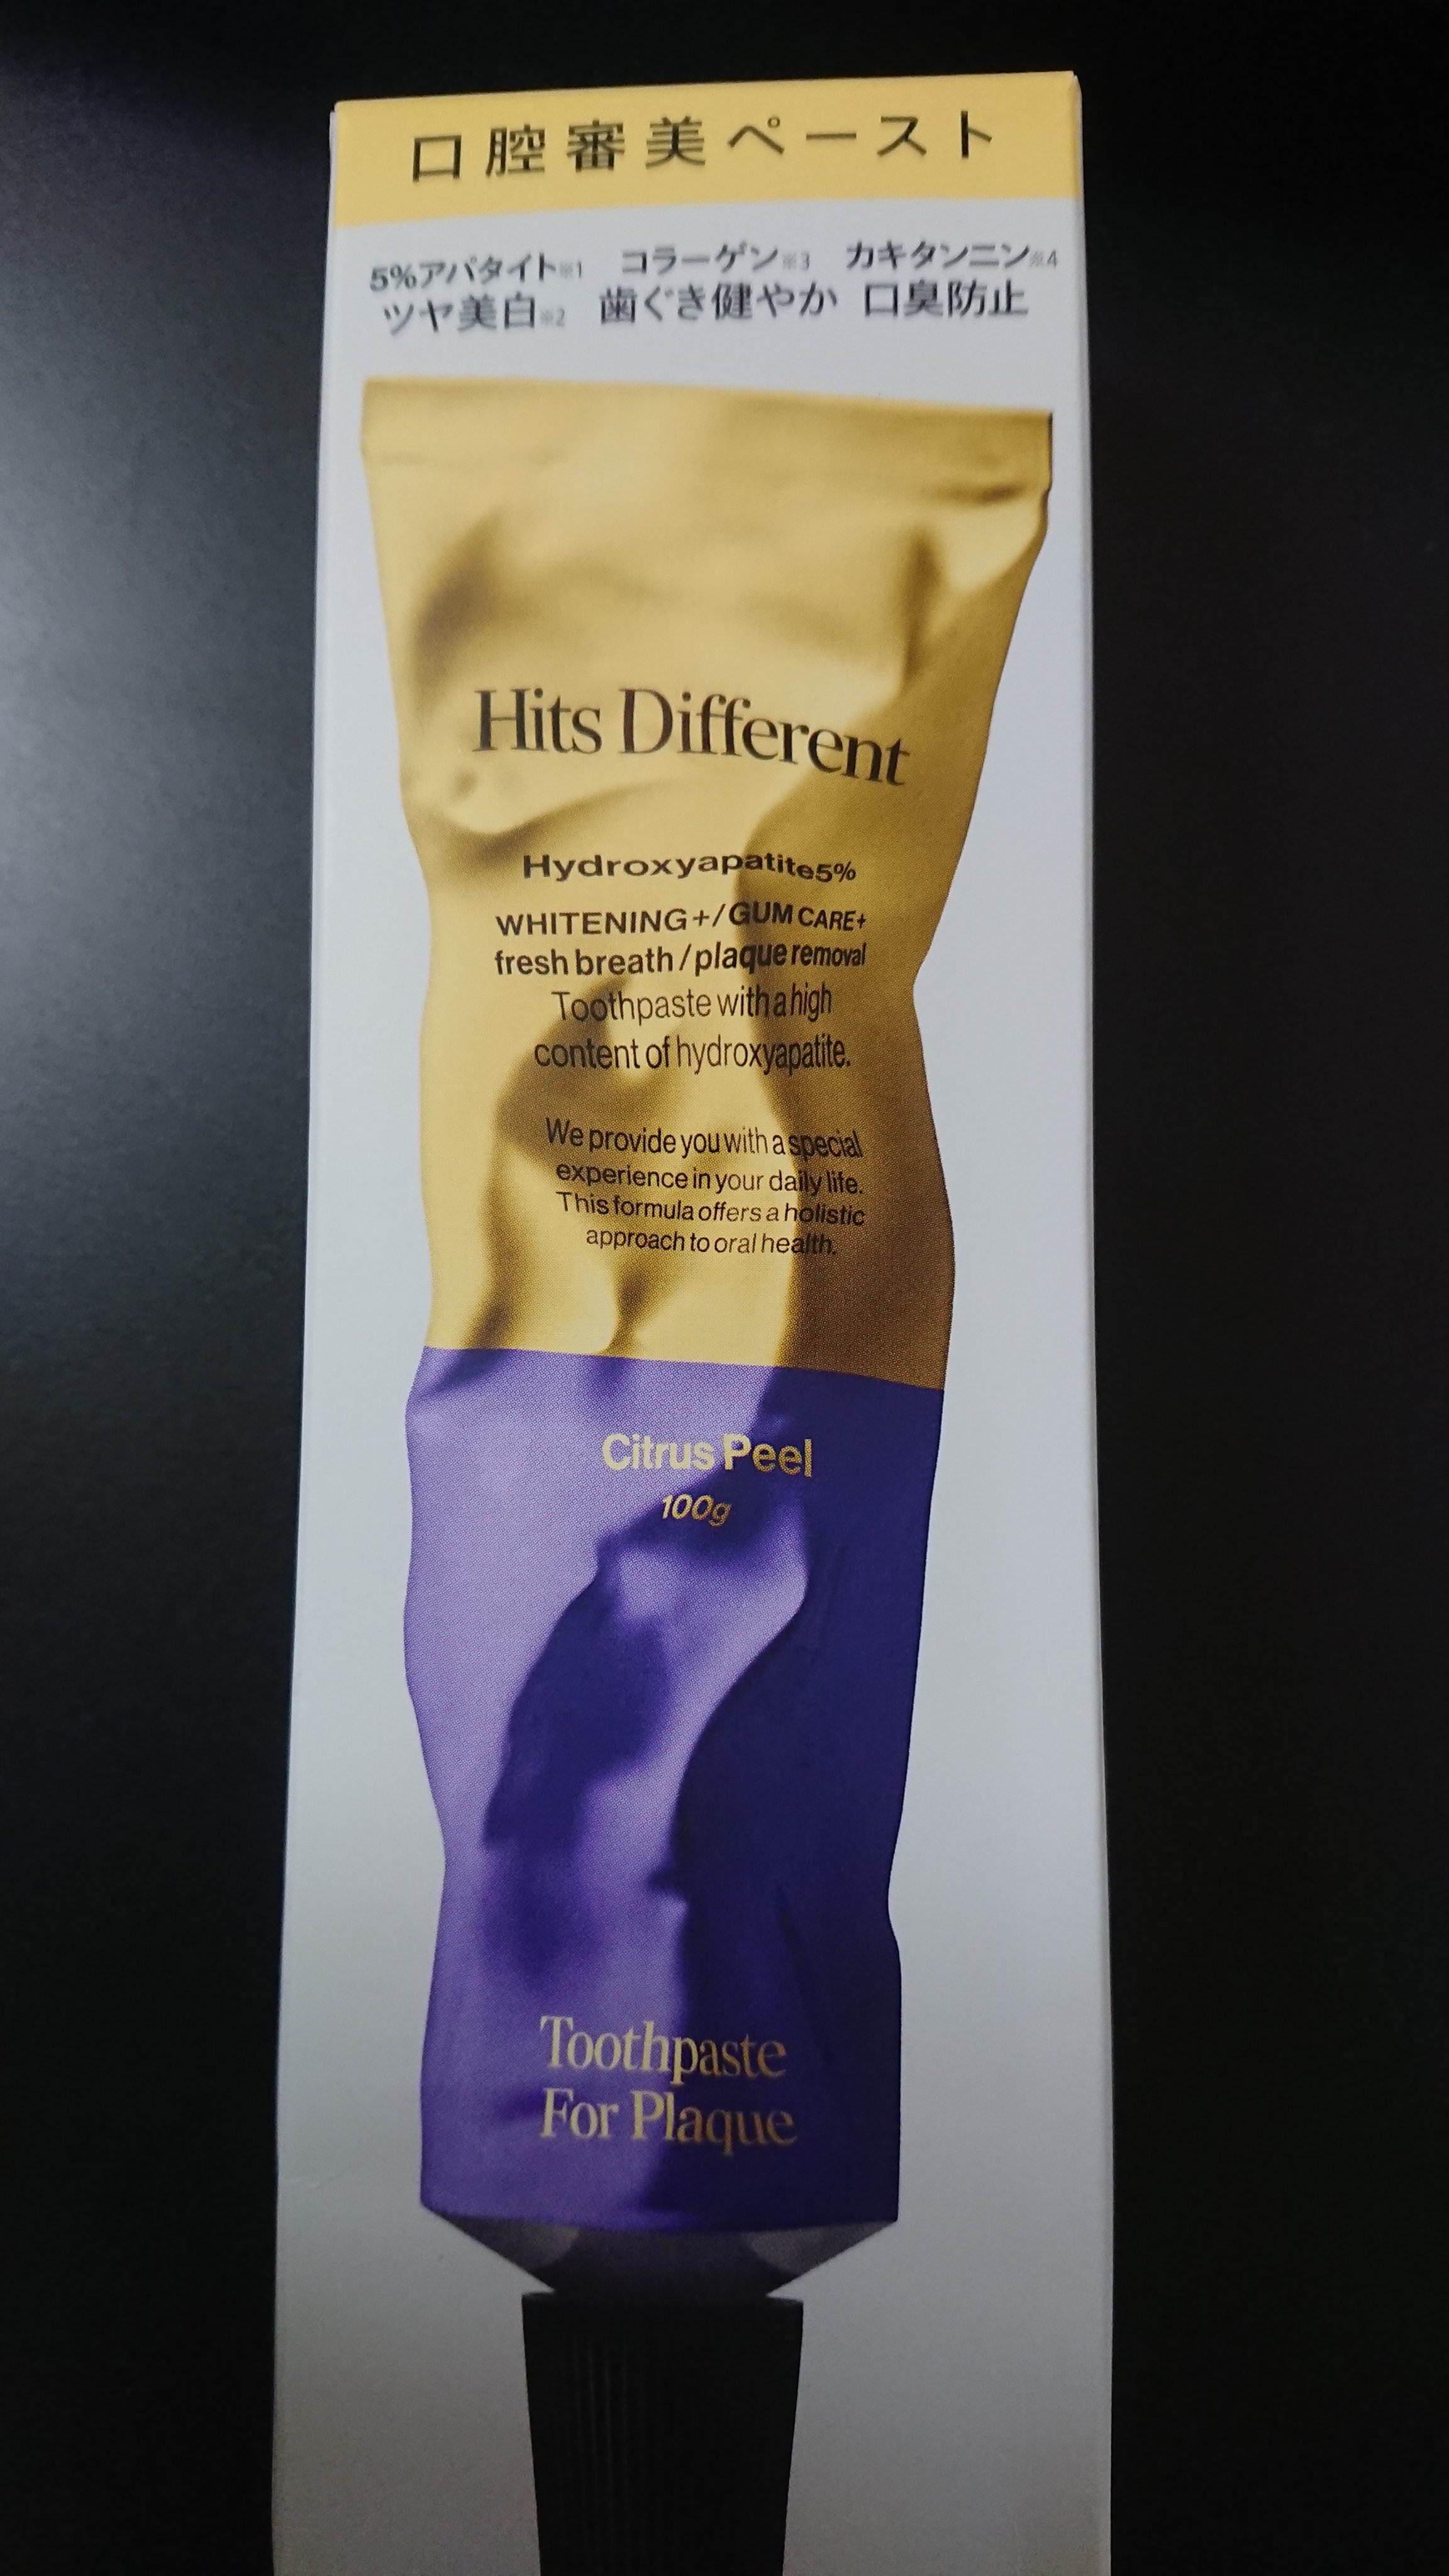 口腔審美ペースト
5%アパタイト※1 コラーゲン※3 カキタンニン※4
ツヤ美白※2 歯ぐき健やか 口臭防止
Hits Different
Hydroxyapatite5%
WHITENING+/GUM CARE+
fresh breath/plaque removal
Toothpaste with a high
content of hydroxyapatite.
We provide you with a special
experience in your daily life.
This formula offers a holistic
approach to oral health.
Citrus Peel
100g
Toothpaste
For Plaque